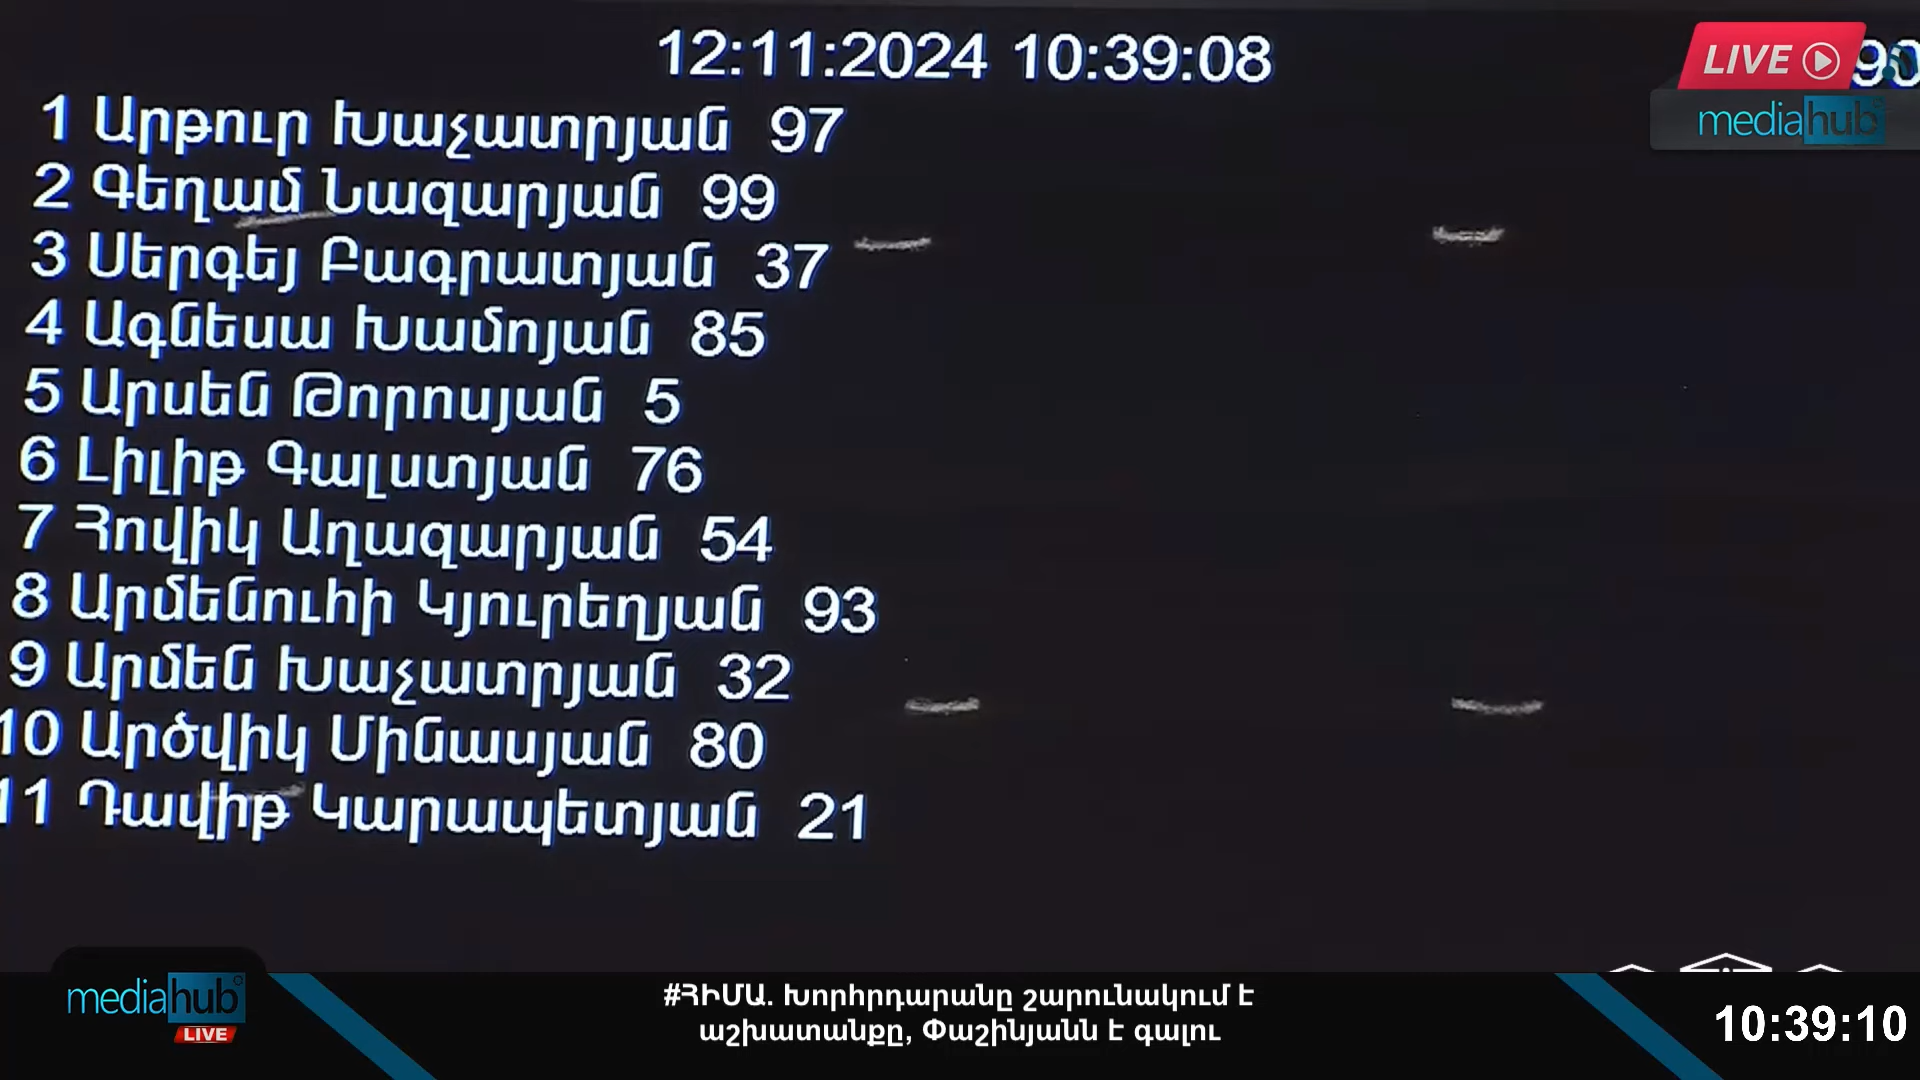 12:11:2024 10:39:08
90
LIVE
mediahub
1 Արթուր Խաչատրյան 97
2 Գեղամ Նազարյան 99
3 Սերգեյ Բագրատյան 37
4 Ագնեսա Խամոյան 85
5 Արսեն Թորոսյան 5
6 Լիլիթ Գալստյան 76
7 Հովիկ Աղազարյան 54
8 Արմենուհի Կյուրեղյան 93
9 Արմեն Խաչատրյան 32
10 Արծվիկ Մինասյան 80
11 Դավիթ Կարապետյան 21
mediahub
LIVE
#ՀԻՄԱ. Խորհրդարանը շարունակում է
աշխատանքը, Փաշինյանն է գալու
10:39:10